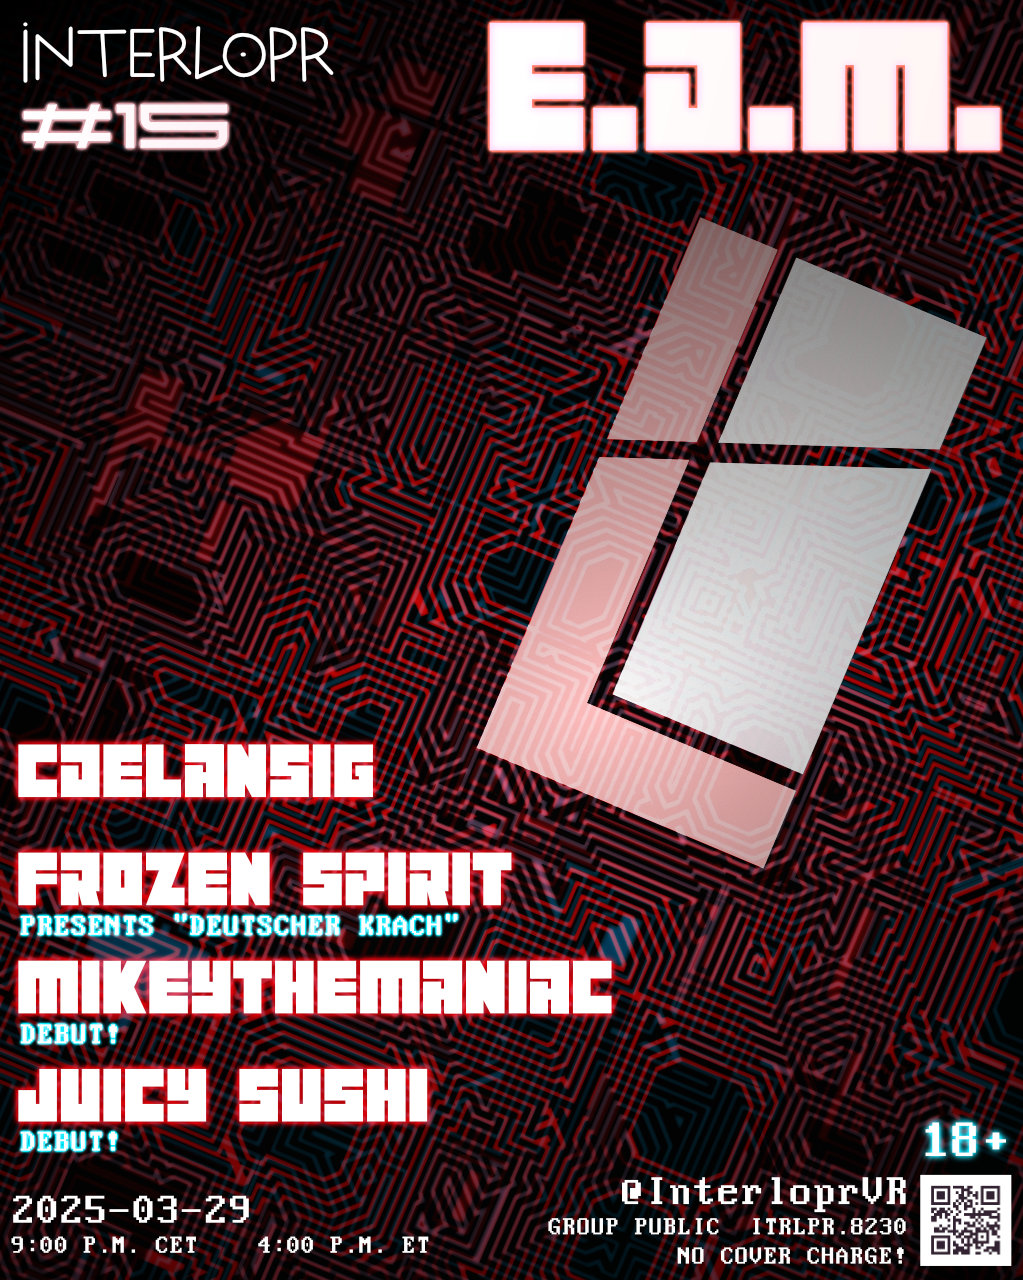 INTERLOPR
#15
E.A.M.
CAELANSIG
FROZEN SPIRIT
PRESENTS "DEUTSCHER KRACH"
MIKEYTHEMANIAC
DEBUT!
JUICY SUSHI
DEBUT!
2025-03-29
9:00 P.M. CET 4:00 P.M. ET
18+
@InterloprVR
GROUP PUBLIC ITRLPR.8230
NO COVER CHARGE!